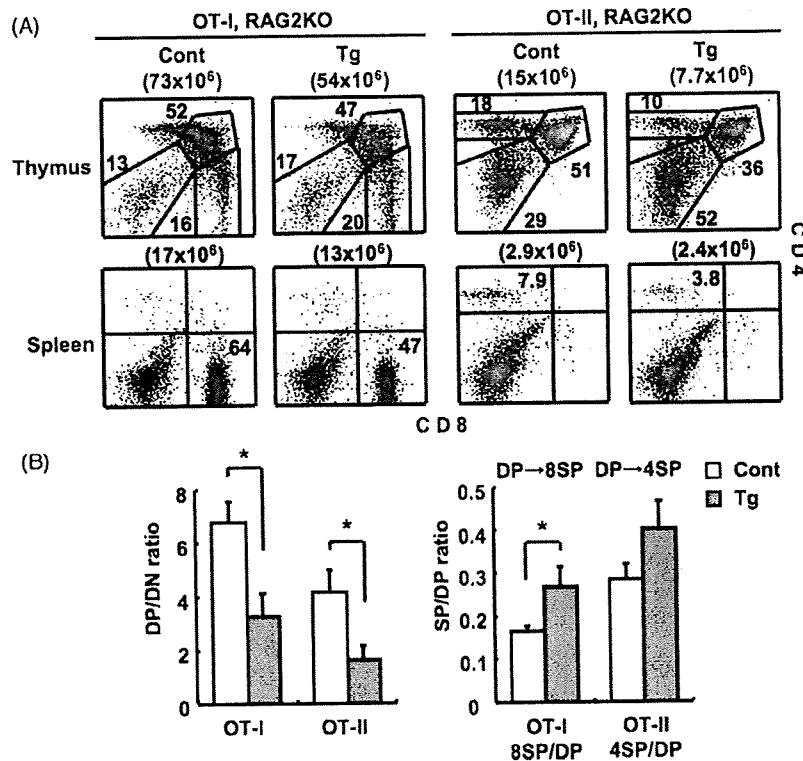 (A)
OT-I, RAG2KO OT-II, RAG2KO
Cont Tg Cont Tg
(73x10⁶) (54x10⁶) (15x10⁶) (7.7x10⁶)
52 47 18 10
Thymus
13 17 51 36
16 20 29 52
CD4
(17x10⁶) (13x10⁶) (2.9x10⁶) (2.4x10⁶)
7.9 3.8
Spleen
64 47
CD8
(B)
DP→8SP DP→4SP
Cont
Tg
* * *
DP/DN ratio
8
6
4
2
0
OT-I OT-II
SP/DP ratio
0.5
0.4
0.3
0.2
0.1
0
OT-I OT-II
8SP/DP 4SP/DP